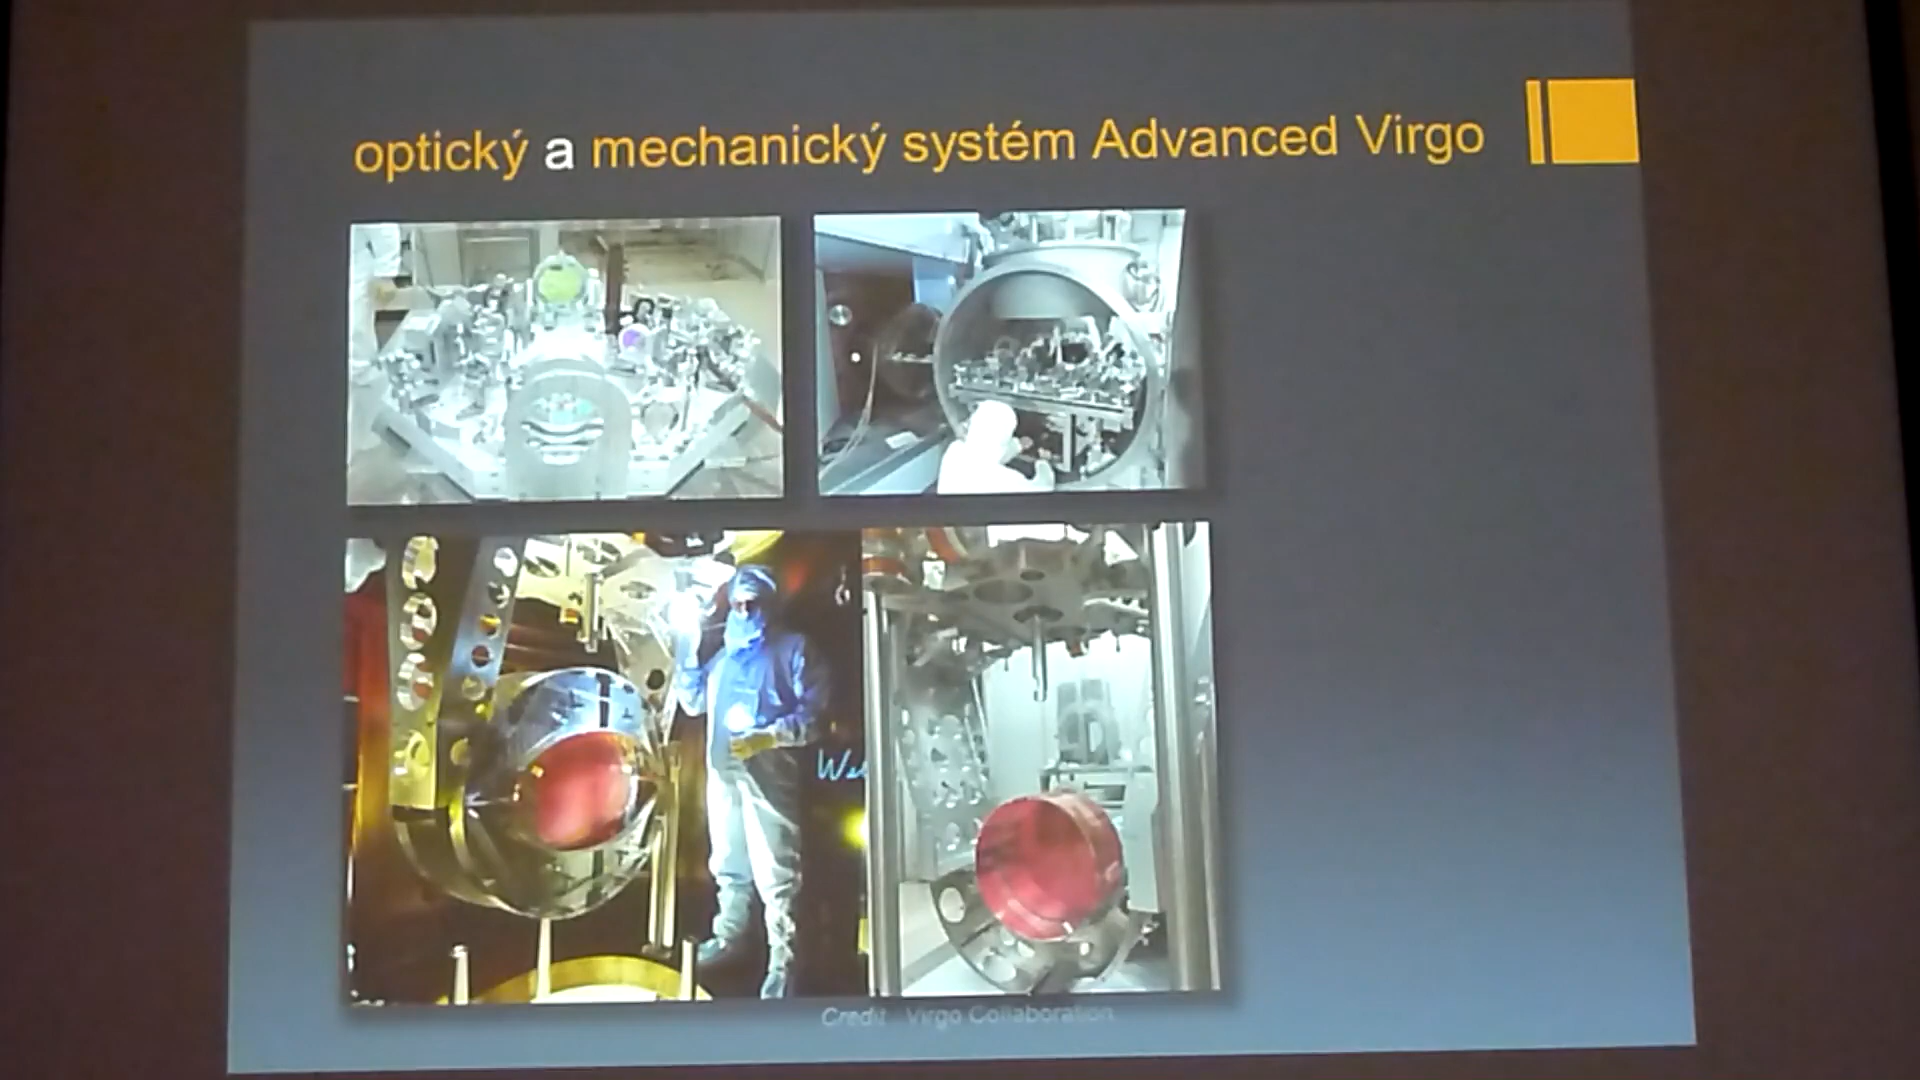 optický a mechanický systém Advanced Virgo
Credit Virgo Collaboration